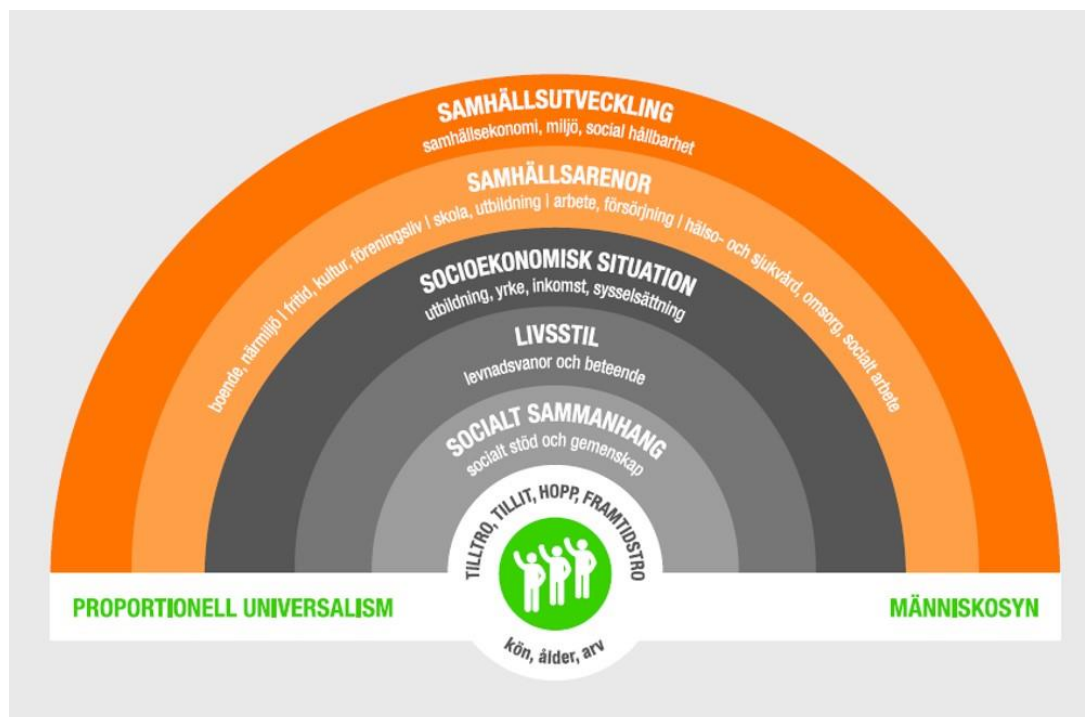 SAMHÄLLSUTVECKLING
samhällsekonomi, miljö, social hållbarhet
SAMHÄLLSARENOR
boende, närmiljö | fritid, kultur, föreningsliv | skola, utbildning | arbete, försörjning | hälso- och sjukvård, omsorg, socialt arbete
SOCIOEKONOMISK SITUATION
utbildning, yrke, inkomst, sysselsättning
LIVSSTIL
levnadsvanor och beteende
SOCIALT SAMMANHANG
socialt stöd och gemenskap
TILLTRO, TILLIT, HOPP, FRAMTIDSTRO
PROPORTIONELL UNIVERSALISM
MÄNNISKOSYN
kön, ålder, arv